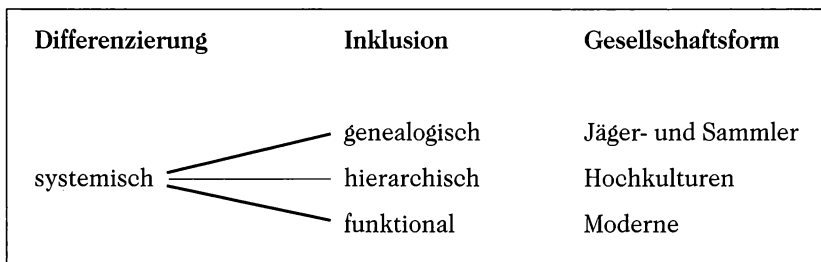 Differenzierung Inklusion Gesellschaftsform
genealogisch Jäger- und Sammler
systemisch hierarchisch Hochkulturen
funktional Moderne